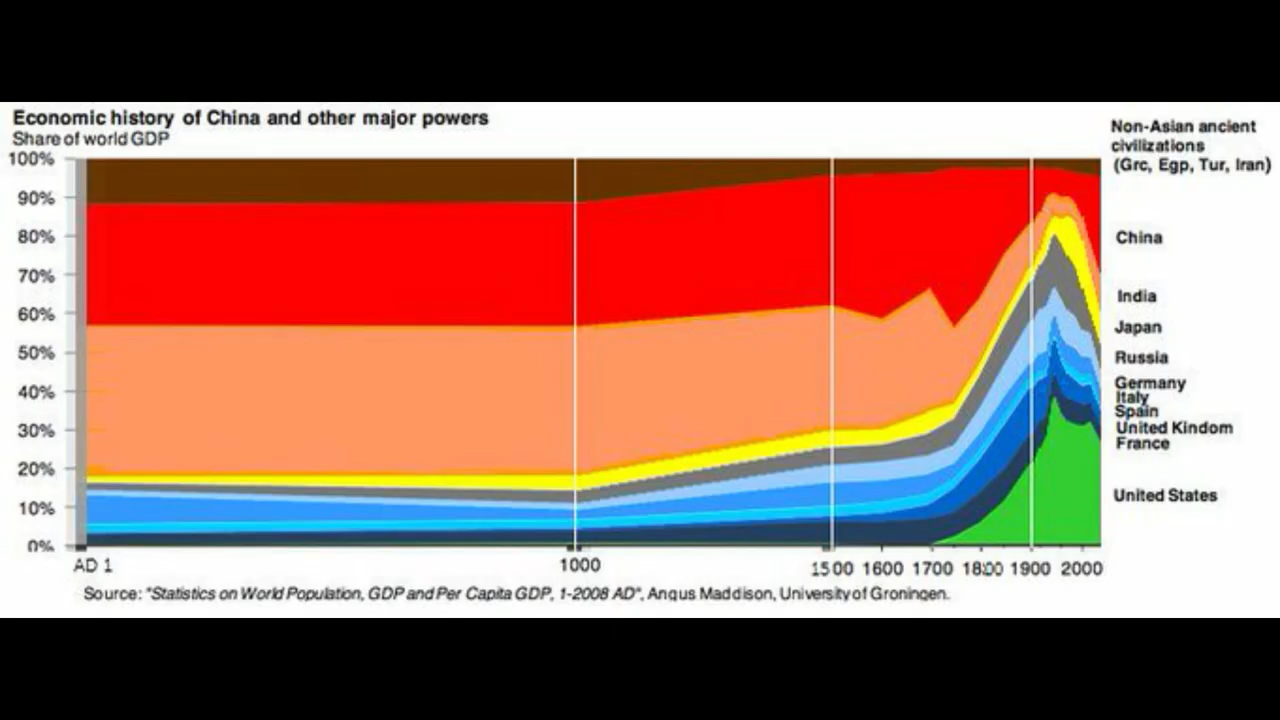 Economic history of China and other major powers
Share of world GDP
100%
90%
80%
70%
60%
50%
40%
30%
20%
10%
0%
AD 1
1000
1500 1600 1700 1800 1900 2000
Non-Asian ancient
civilizations
(Grc, Egp, Tur, Iran)
China
India
Japan
Russia
Germany
Italy
Spain
United Kindom
France
United States
Source: "Statistics on World Population, GDP and Per Capita GDP, 1-2008 AD", Angus Maddison, University of Groningen.